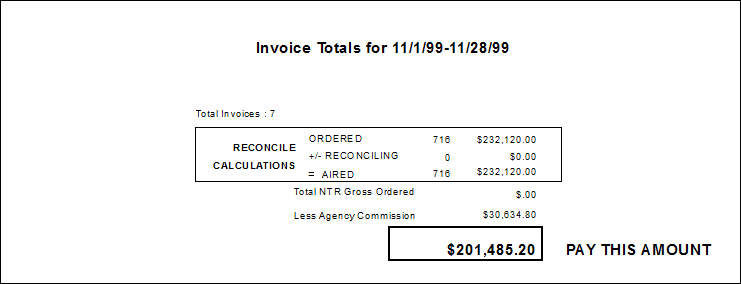 Invoice Totals for 11/1/99-11/28/99
Total Invoices : 7
RECONCILE CALCULATIONS
ORDERED 716 $232,120.00
+/- RECONCILING 0 $0.00
= AIRED 716 $232,120.00
Total NTR Gross Ordered $.00
Less Agency Commission $30,634.80
$201,485.20 PAY THIS AMOUNT